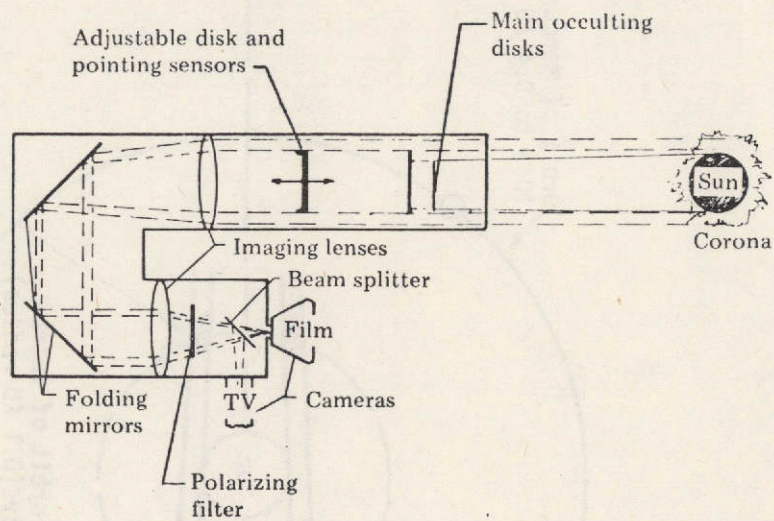 Adjustable disk and
pointing sensors
Main occulting
disks
Sun
Corona
Imaging lenses
Beam splitter
Film
Folding
mirrors
TV
Cameras
Polarizing
filter